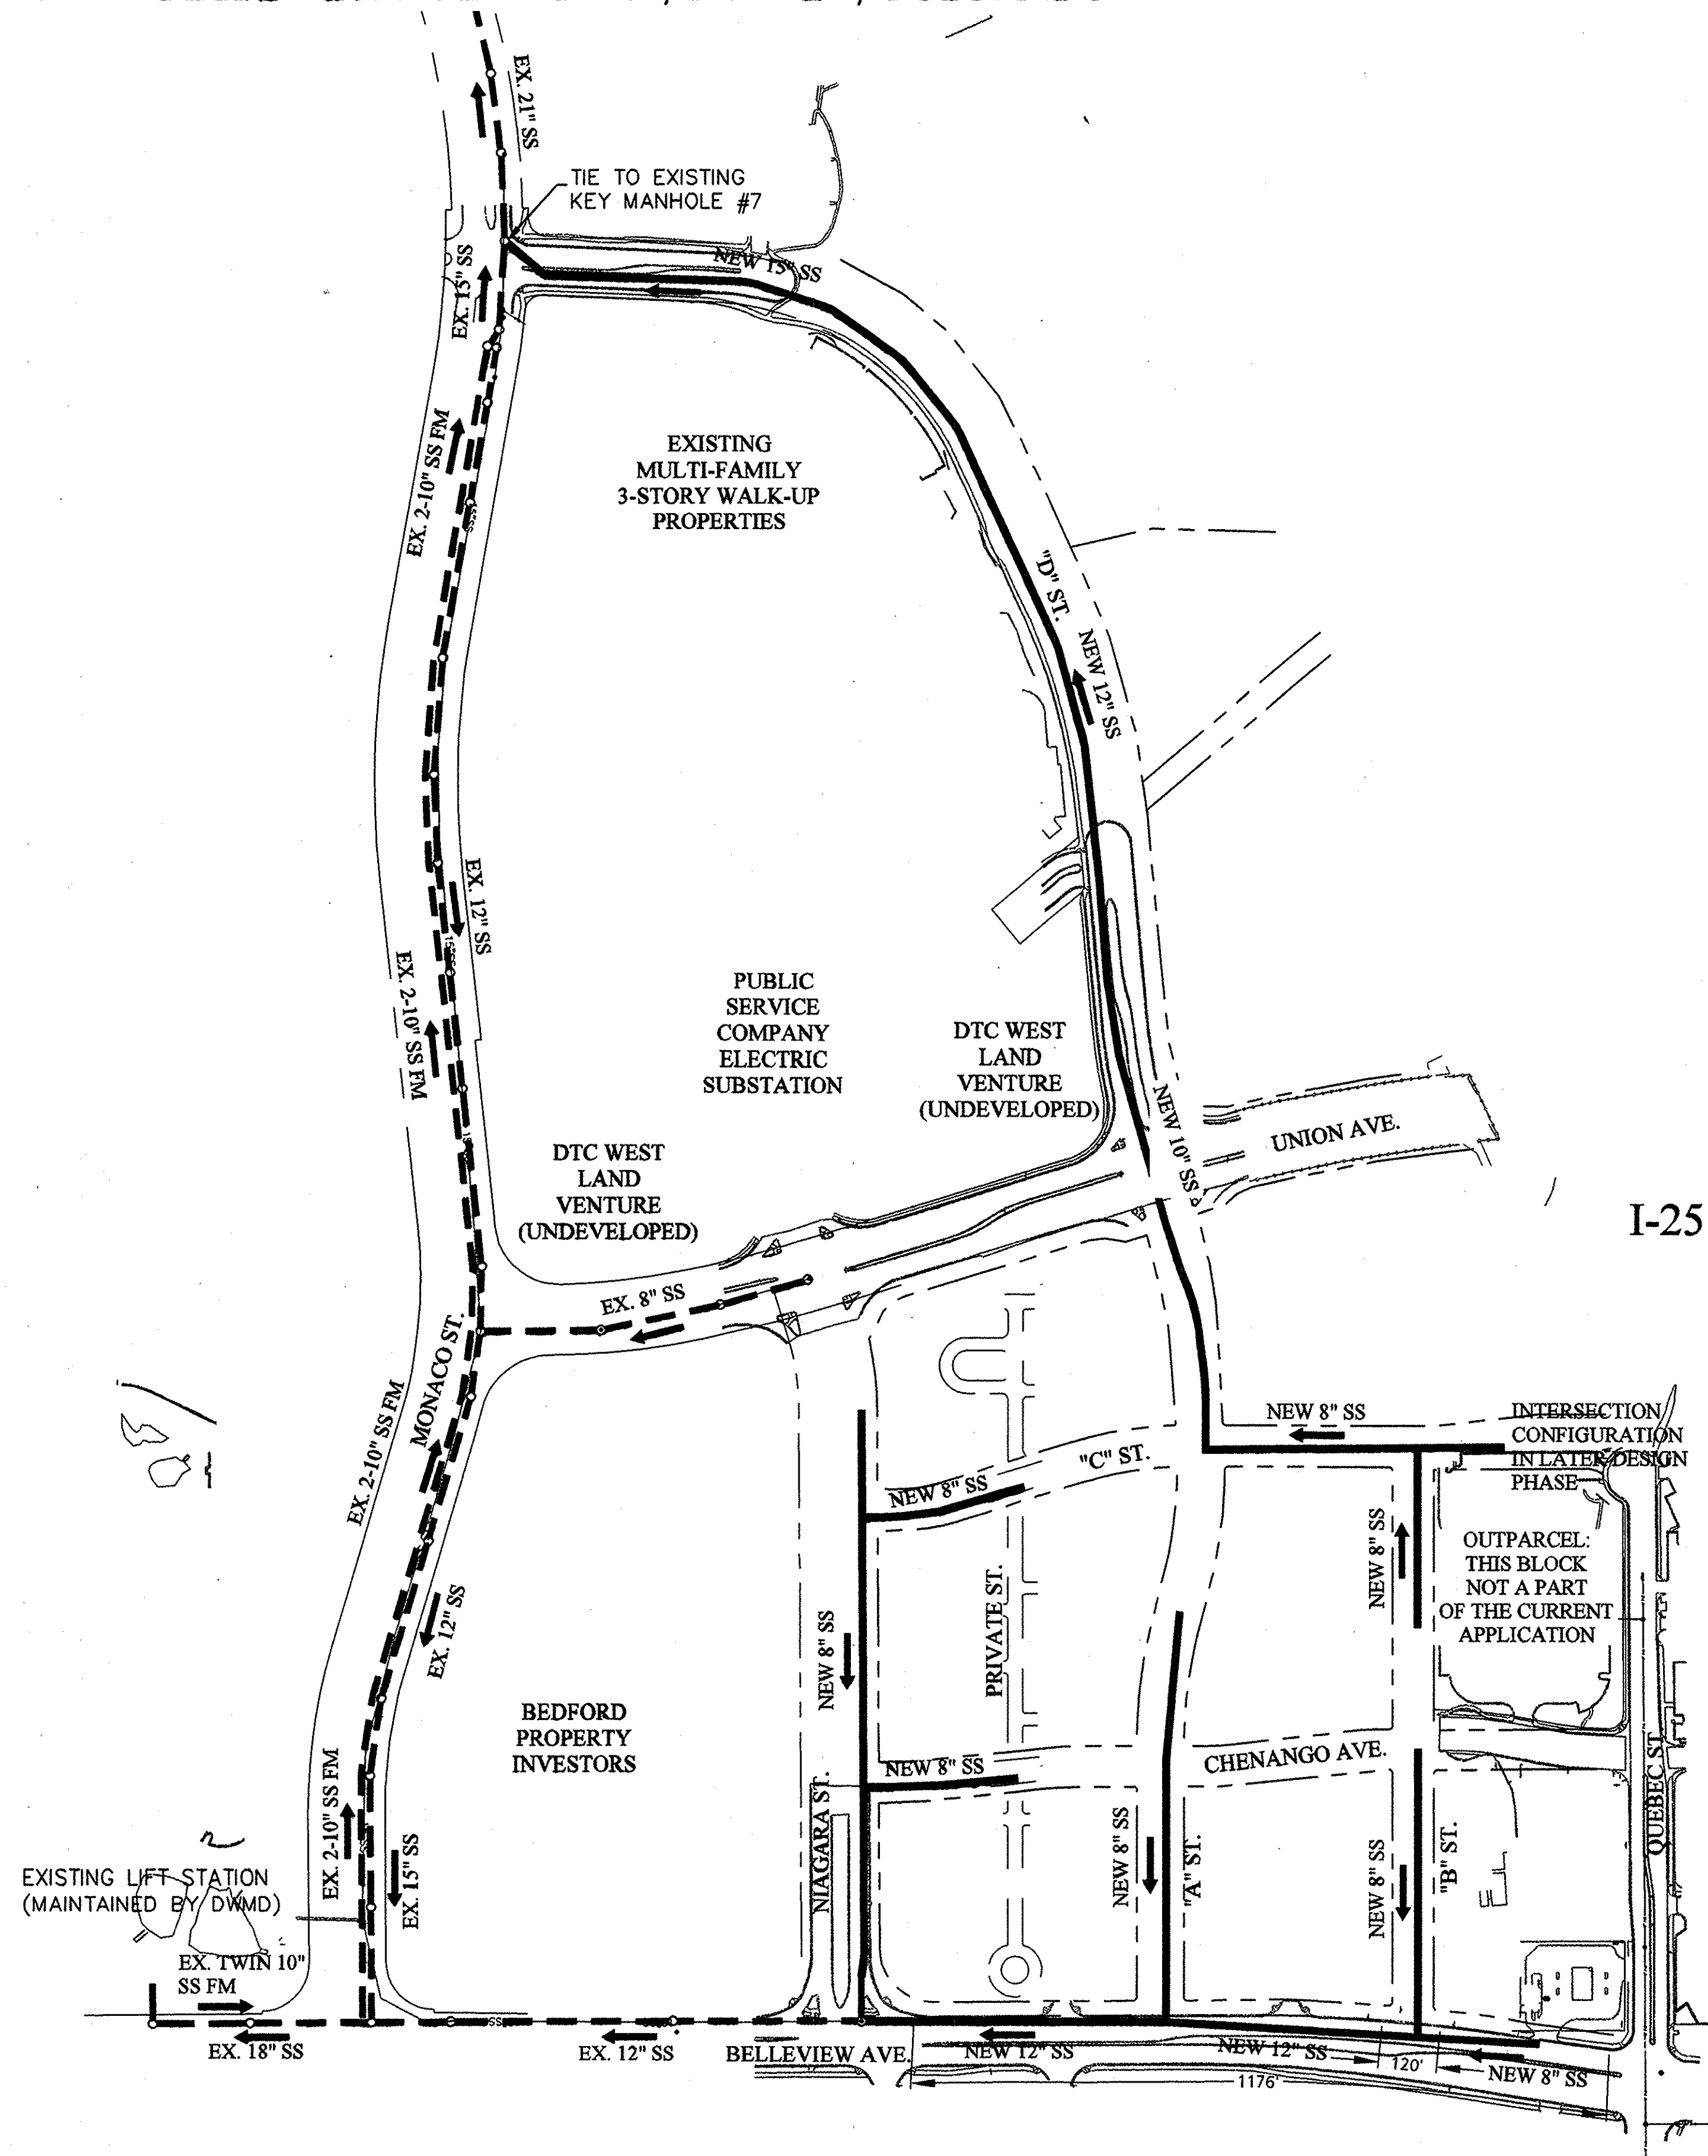 EX. 21" SS
TIE TO EXISTING
KEY MANHOLE #7
NEW 15" SS
EX. 15" SS
EX. 2-10" SS FM
EXISTING
MULTI-FAMILY
3-STORY WALK-UP
PROPERTIES
"D" ST.
NEW 12" SS
EX. 12" SS
EX. 2-10" SS FM
PUBLIC
SERVICE
COMPANY
ELECTRIC
SUBSTATION
DTC WEST
LAND
VENTURE
(UNDEVELOPED)
NEW 10" SS
UNION AVE.
DTC WEST
LAND
VENTURE
(UNDEVELOPED)
I-25
EX. 8" SS
MONACO ST.
EX. 2-10" SS FM
NEW 8" SS
INTERSECTION
CONFIGURATION
IN LATER DESIGN
PHASE
"C" ST.
NEW 8" SS
OUTPARCEL:
THIS BLOCK
NOT A PART
OF THE CURRENT
APPLICATION
NEW 8" SS
EX. 12" SS
NEW 8" SS
PRIVATE ST.
BEDFORD
PROPERTY
INVESTORS
CHENANGO AVE.
NEW 8" SS
QUEBEC ST.
NIAGARA ST.
EX. 2-10" SS FM
EX. 15" SS
NEW 8" SS
"A" ST.
NEW 8" SS
"B" ST.
EXISTING LIFT STATION
(MAINTAINED BY DWMD)
EX. TWIN 10"
SS FM
EX. 18" SS
EX. 12" SS
BELLEVIEW AVE.
NEW 12" SS
NEW 12" SS
120'
NEW 8" SS
1176'